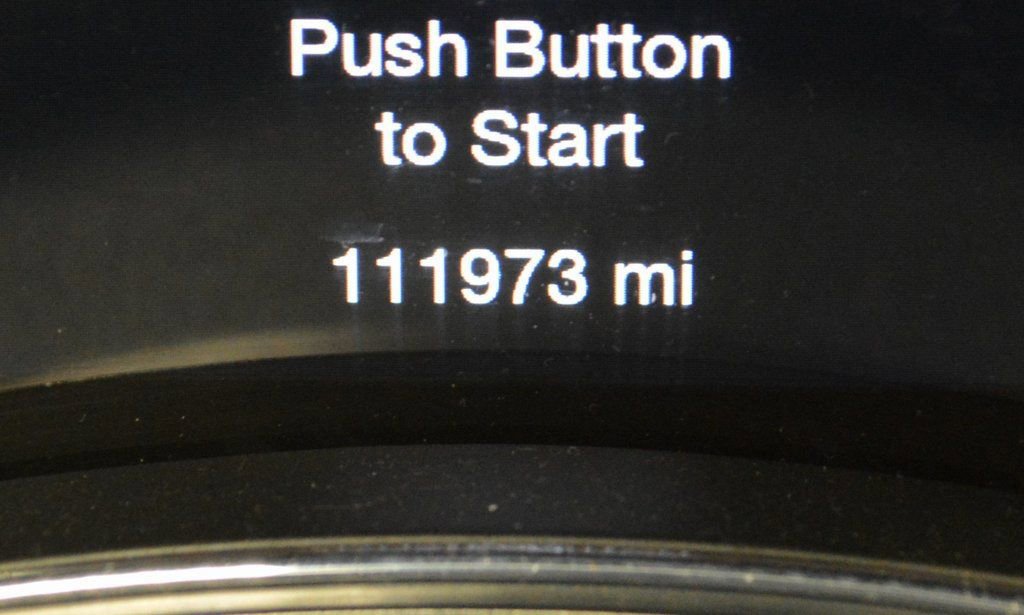 Push Button
to Start
111973 mi